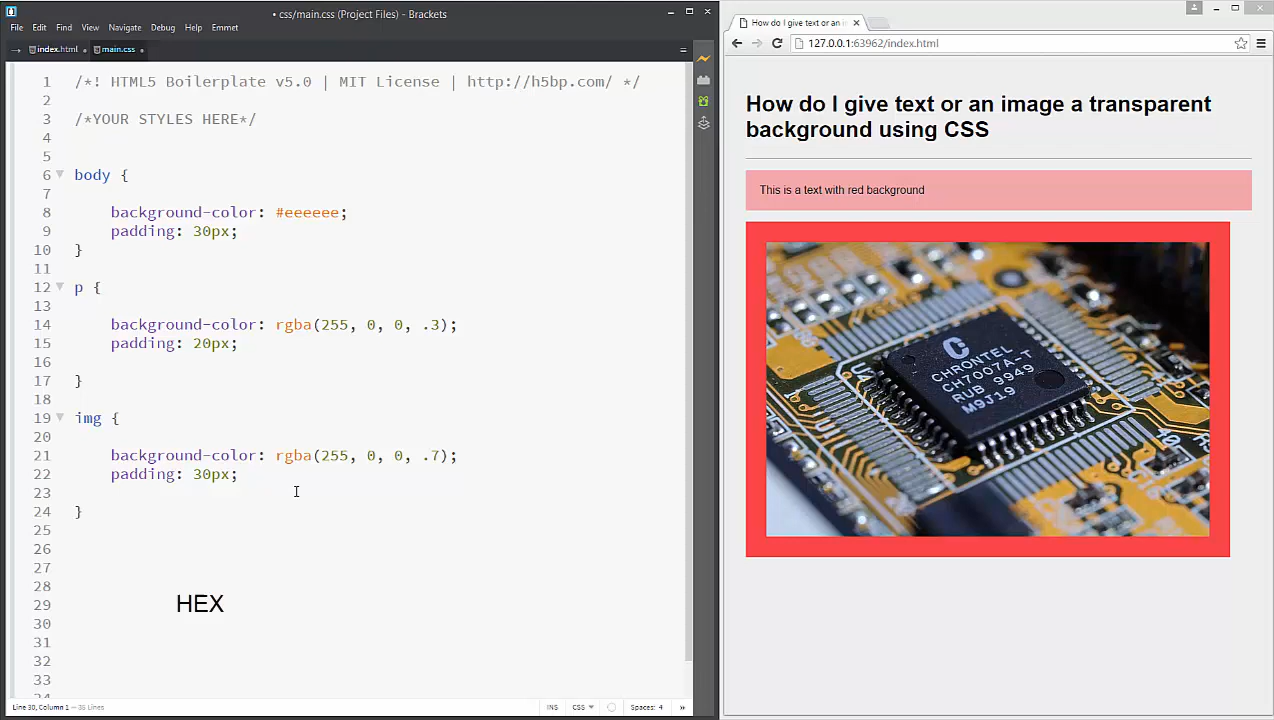 css/main.css (Project Files) - Brackets
File Edit Find View Navigate Debug Help Emmet
index.html
main.css
1 /*! HTML5 Boilerplate v5.0 | MIT License | http://h5bp.com/ */
2
3 /*YOUR STYLES HERE*/
4
5
6 body {
7
8 background-color: #eeeeee;
9 padding: 30px;
10 }
11
12 p {
13
14 background-color: rgba(255, 0, 0, .3);
15 padding: 20px;
16
17 }
18
19 img {
20
21 background-color: rgba(255, 0, 0, .7);
22 padding: 30px;
23
24 }
25
26
27
28
29
30
31
32
33
34
HEX
Line 30, Column 1 — 35 Lines
INS CSS Spaces: 4
How do I give text or an i
127.0.0.1:63962/index.html
How do I give text or an image a transparent
background using CSS
This is a text with red background
CHRONTEL
CH7007A-T
RUB 9949
M9J19